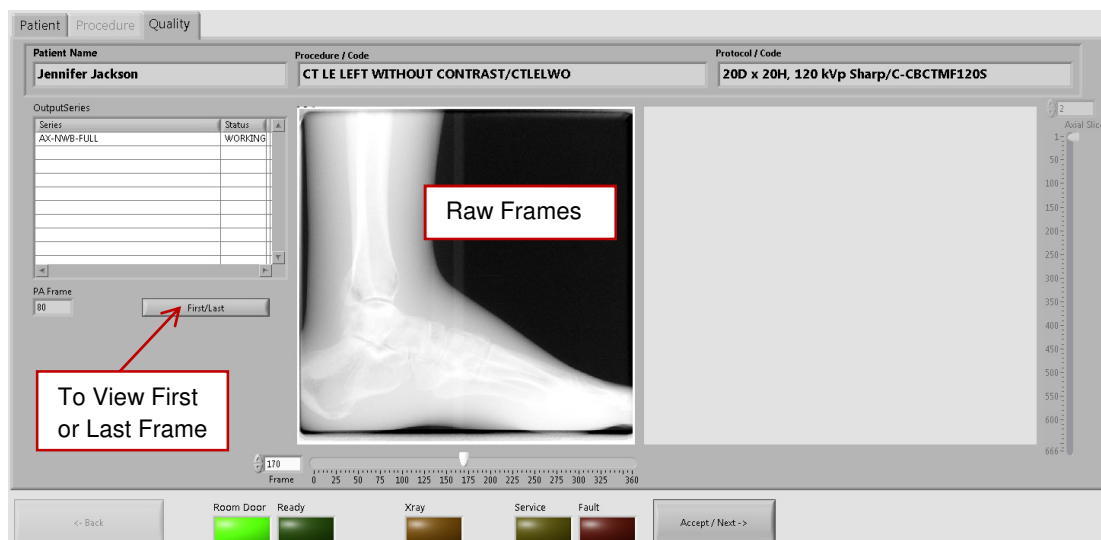 Patient Procedure Quality
Patient Name
Jennifer Jackson
Procedure / Code
CT LE LEFT WITHOUT CONTRAST/CTLELWO
Protocol / Code
20D x 20H, 120 kVp Sharp/C-CBCTMF120S
OutputSeries
Series Status
AX-NWB-FULL WORKING
PA Frame
80
First/Last
To View First
or Last Frame
Raw Frames
2
Axial Slic
1
50
100
150
200
250
300
350
400
450
500
550
600
666
170
Frame 0 25 50 75 100 125 150 175 200 225 250 275 300 325 360
<- Back
Room Door Ready Xray Service Fault
Accept / Next ->